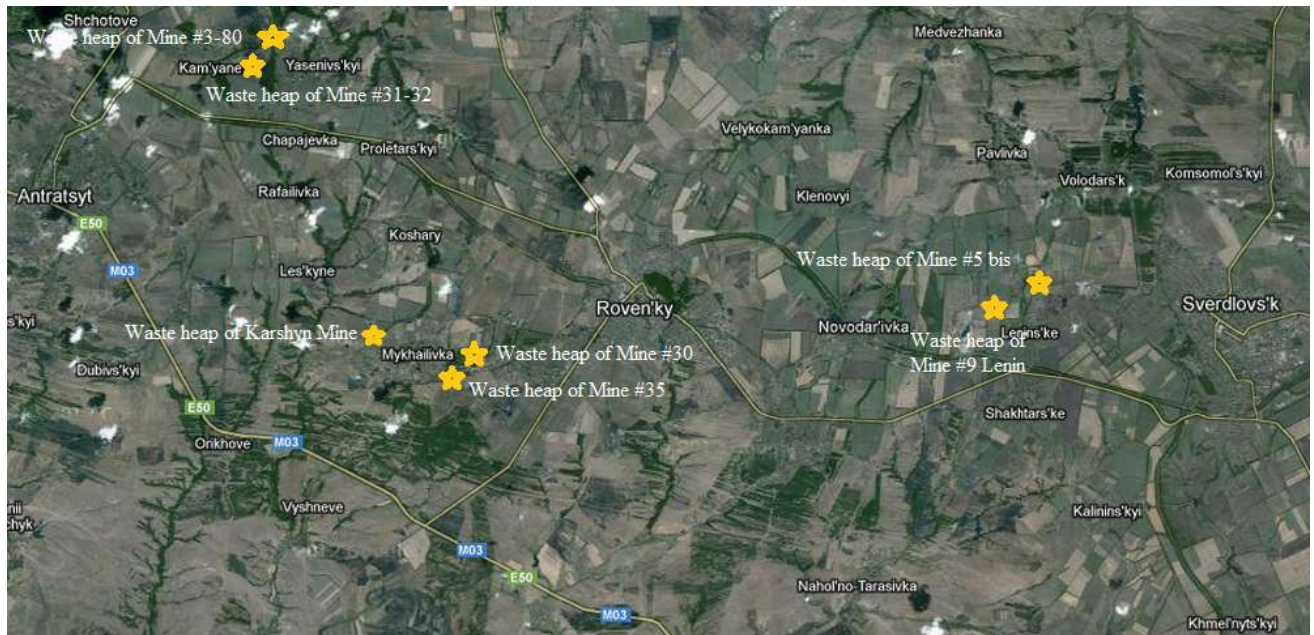 Shchotove
Waste heap of Mine #3-80
Medvezhanka
Kam'yane
Yasenivs'kyi
Waste heap of Mine #31-32
Velykokam'yanka
Chapajevka
Proletars'kyi
Pavlivka
Komsomol's'kyi
Volodars'k
Antratsyt
Rafailivka
Klenovyi
E50
Koshary
M03
Les'kyne
Waste heap of Mine #5 bis
Roven'ky
Sverdlovs'k
s'kyi
Waste heap of Karshyn Mine
Novodar'ivka
Lenins'ke
Waste heap of
Mine #9 Lenin
Mykhailivka
Waste heap of Mine #30
Dubivs'kyi
Waste heap of Mine #35
E50
Shakhtars'ke
Orikhove
M03
Vyshneve
nii
chyk
Kalinins'kyi
M03
E50
Nahol'no-Tarasivka
M03
Khmel'nyts'kyi